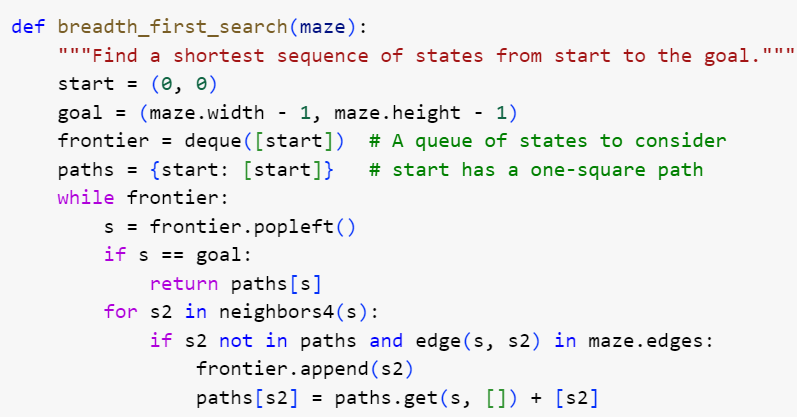 def breadth_first_search(maze):
    """Find a shortest sequence of states from start to the goal."""
    start = (0, 0)
    goal = (maze.width - 1, maze.height - 1)
    frontier = deque([start])  # A queue of states to consider
    paths = {start: [start]}   # start has a one-square path
    while frontier:
        s = frontier.popleft()
        if s == goal:
            return paths[s]
        for s2 in neighbors4(s):
            if s2 not in paths and edge(s, s2) in maze.edges:
                frontier.append(s2)
                paths[s2] = paths.get(s, []) + [s2]